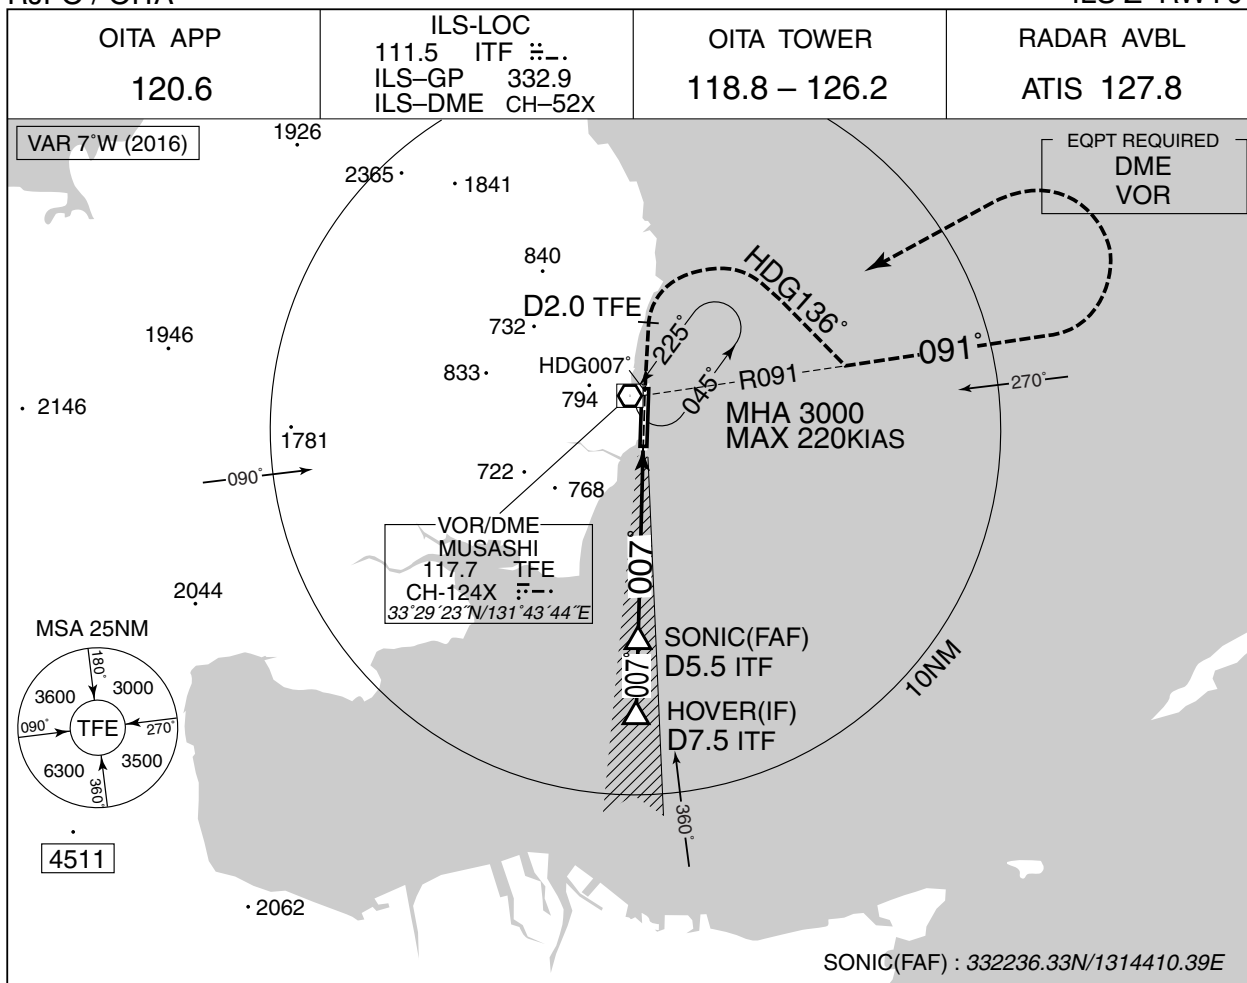 OITA APP
120.6
ILS-LOC
111.5 ITF
ILS–GP 332.9
ILS–DME CH–52X
OITA TOWER
118.8 – 126.2
RADAR AVBL
ATIS 127.8
VAR 7°W (2016)
EQPT REQUIRED
DME
VOR
1926
2365
1841
840
D2.0 TFE
732
1946
833
HDG007°
794
2146
1781
722
768
090°
HDG136°
225°
045°
R091
091°
270°
MHA 3000
MAX 220KIAS
VOR/DME
MUSASHI
117.7 TFE
CH-124X
33°29´23˝N/131°43´44˝E
2044
MSA 25NM
180°
3600
3000
090°
TFE
270°
6300
3500
360°
4511
2062
007°
SONIC(FAF)
D5.5 ITF
007°
HOVER(IF)
D7.5 ITF
10NM
360°
SONIC(FAF) : 332236.33N/1314410.39E